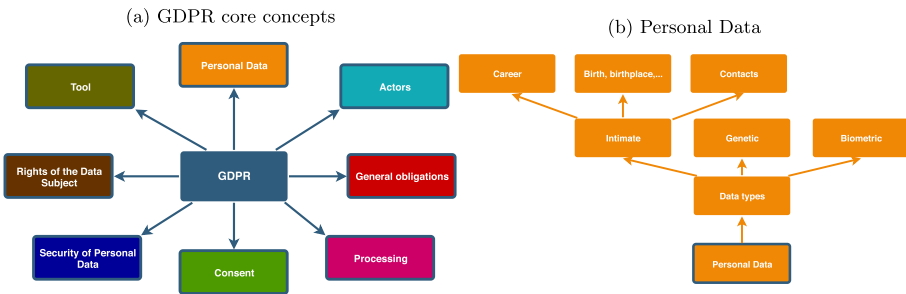 (a) GDPR core concepts
Personal Data
Tool
Actors
Rights of the Data
Subject
GDPR
General obligations
Security of Personal
Data
Consent
Processing
(b) Personal Data
Career
Birth, birthplace,...
Contacts
Intimate
Genetic
Biometric
Data types
Personal Data